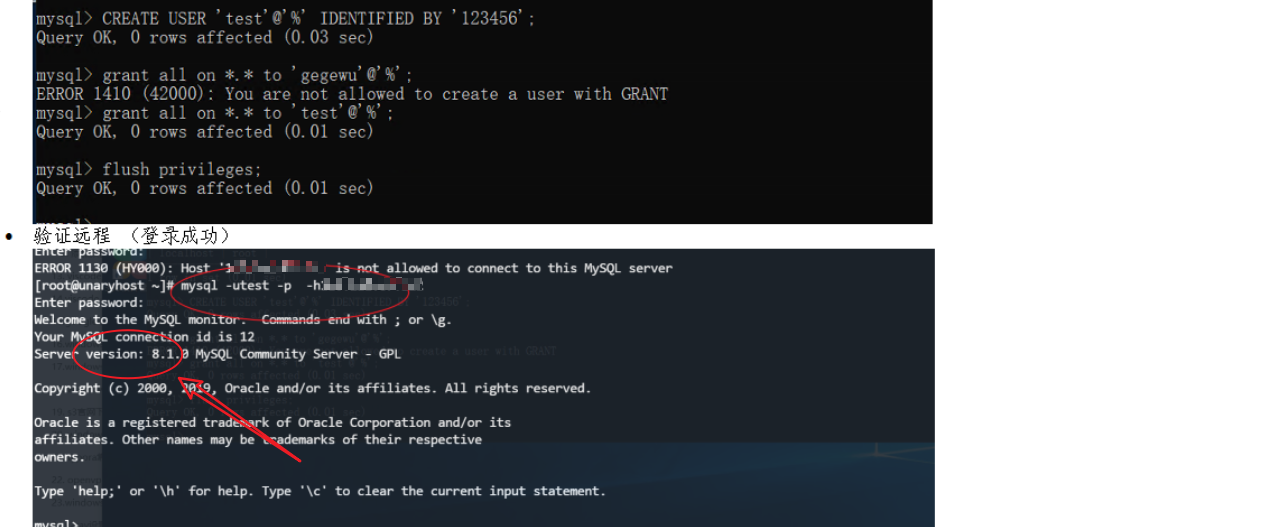 mysql> CREATE USER 'test'@'%' IDENTIFIED BY '123456';
Query OK, 0 rows affected (0.03 sec)
mysql> grant all on *.* to 'gegewu'@'%';
ERROR 1410 (42000): You are not allowed to create a user with GRANT
mysql> grant all on *.* to 'test'@'%';
Query OK, 0 rows affected (0.01 sec)
mysql> flush privileges;
Query OK, 0 rows affected (0.01 sec)
• 验证远程 （登录成功）
Enter password:
ERROR 1130 (HY000): Host '1 is not allowed to connect to this MySQL server
[root@unaryhost ~]# mysql -utest -p -h
Enter password:
Welcome to the MySQL monitor. Commands end with ; or \g.
Your MySQL connection id is 12
Server version: 8.1.0 MySQL Community Server - GPL
Copyright (c) 2000, 2019, Oracle and/or its affiliates. All rights reserved.
Oracle is a registered trademark of Oracle Corporation and/or its
affiliates. Other names may be trademarks of their respective
owners.
Type 'help;' or '\h' for help. Type '\c' to clear the current input statement.
mysql>